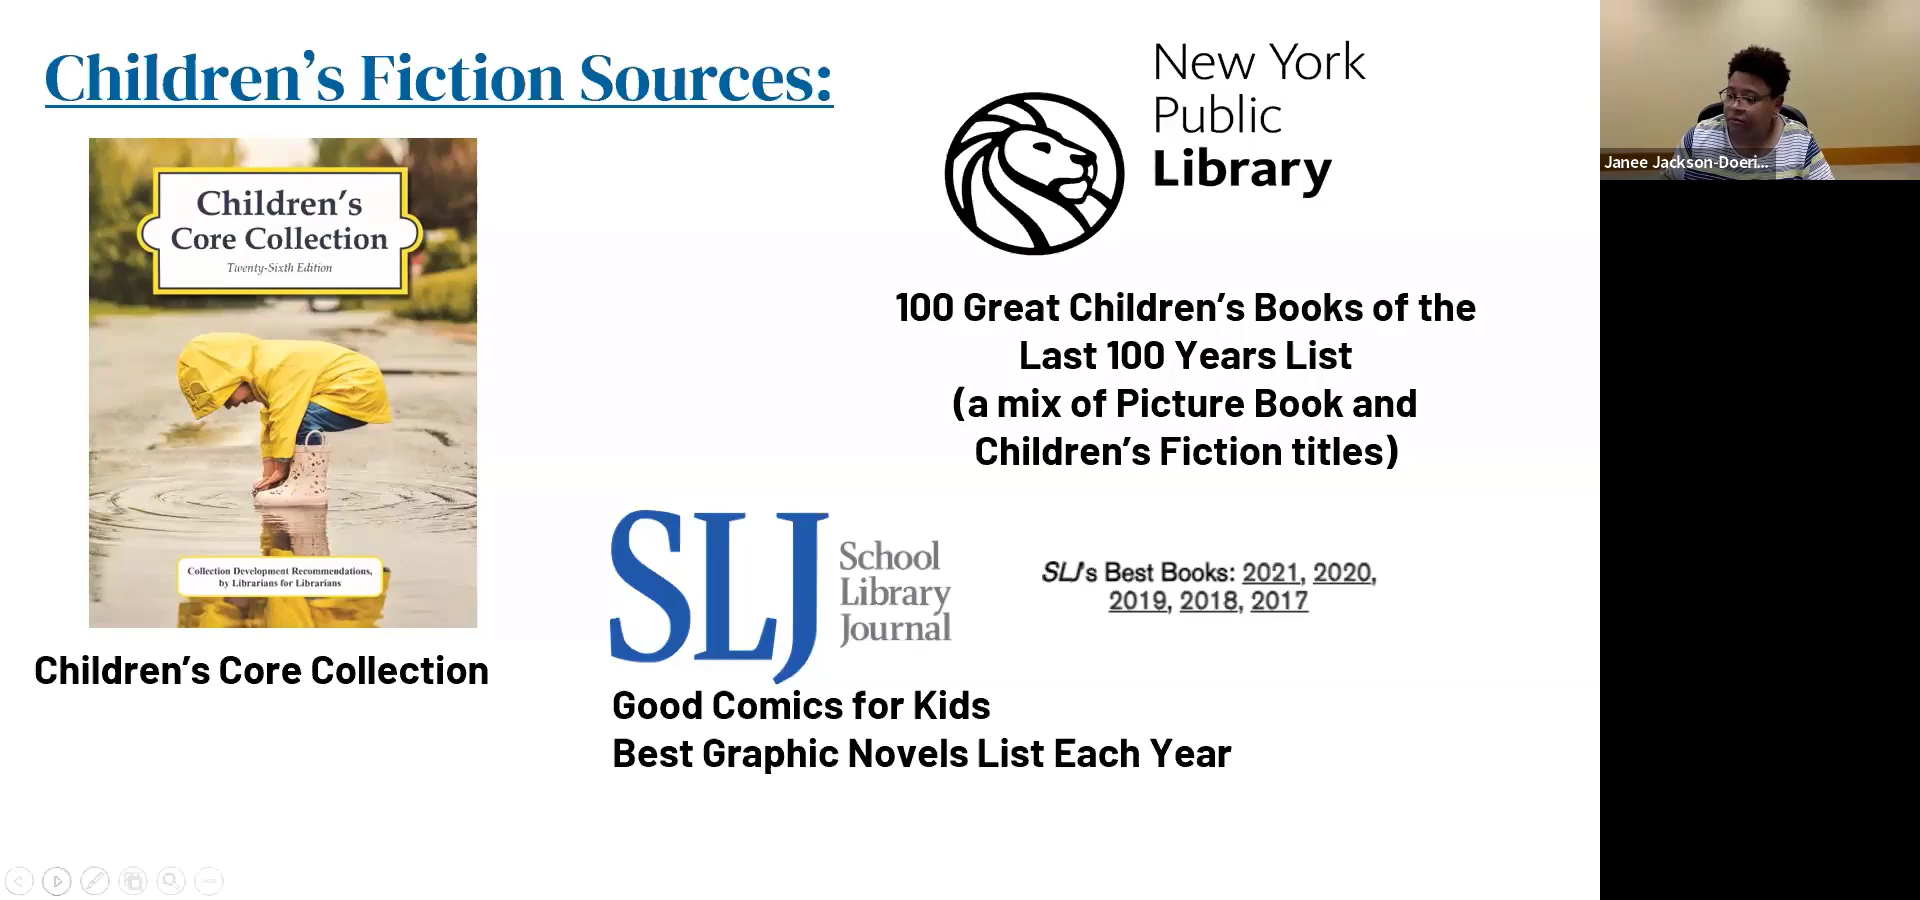 Children’s Fiction Sources:
Children’s
Core Collection
Twenty-Sixth Edition
Collection Development Recommendations,
by Librarians for Librarians
Children’s Core Collection
New York
Public
Library
100 Great Children’s Books of the
Last 100 Years List
(a mix of Picture Book and
Children’s Fiction titles)
SLJ
School
Library
Journal
SLJ's Best Books: 2021, 2020,
2019, 2018, 2017
Good Comics for Kids
Best Graphic Novels List Each Year
Janee Jackson-Doeri...